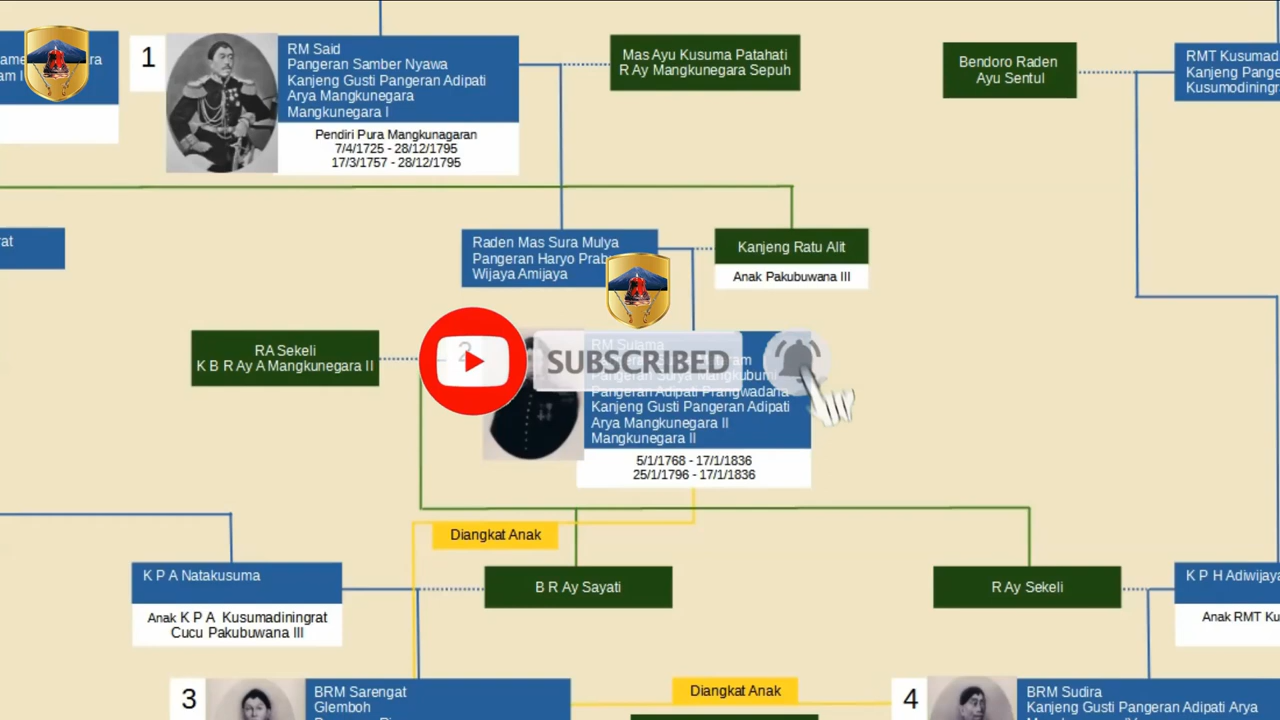 1
RM Said
Pangeran Samber Nyawa
Kanjeng Gusti Pangeran Adipati
Arya Mangkunegara
Mangkunegara I
Pendiri Pura Mangkunagaran
7/4/1725 - 28/12/1795
17/3/1757 - 28/12/1795
Mas Ayu Kusuma Patahati
R Ay Mangkunegara Sepuh
Bendoro Raden
Ayu Sentul
RMT Kusumad
Kanjeng Pange
Kusumodiningr
rat
Raden Mas Sura Mulya
Pangeran Haryo Prab
Wijaya Amijaya
Kanjeng Ratu Alit
Anak Pakubuwana III
RA Sekeli
K B R Ay A Mangkunegara II
2
SUBSCRIBED
RM Sulama
Pangeran Surya Mangkubumi
Pangeran Adipati Prangwadana
Kanjeng Gusti Pangeran Adipati
Arya Mangkunegara II
Mangkunegara II
5/1/1768 - 17/1/1836
25/1/1796 - 17/1/1836
Diangkat Anak
K P A Natakusuma
Anak K P A Kusumadiningrat
Cucu Pakubuwana III
B R Ay Sayati
R Ay Sekeli
K P H Adiwijaya
Anak RMT Ku
3
BRM Sarengat
Glemboh
Diangkat Anak
4
BRM Sudira
Kanjeng Gusti Pangeran Adipati Arya